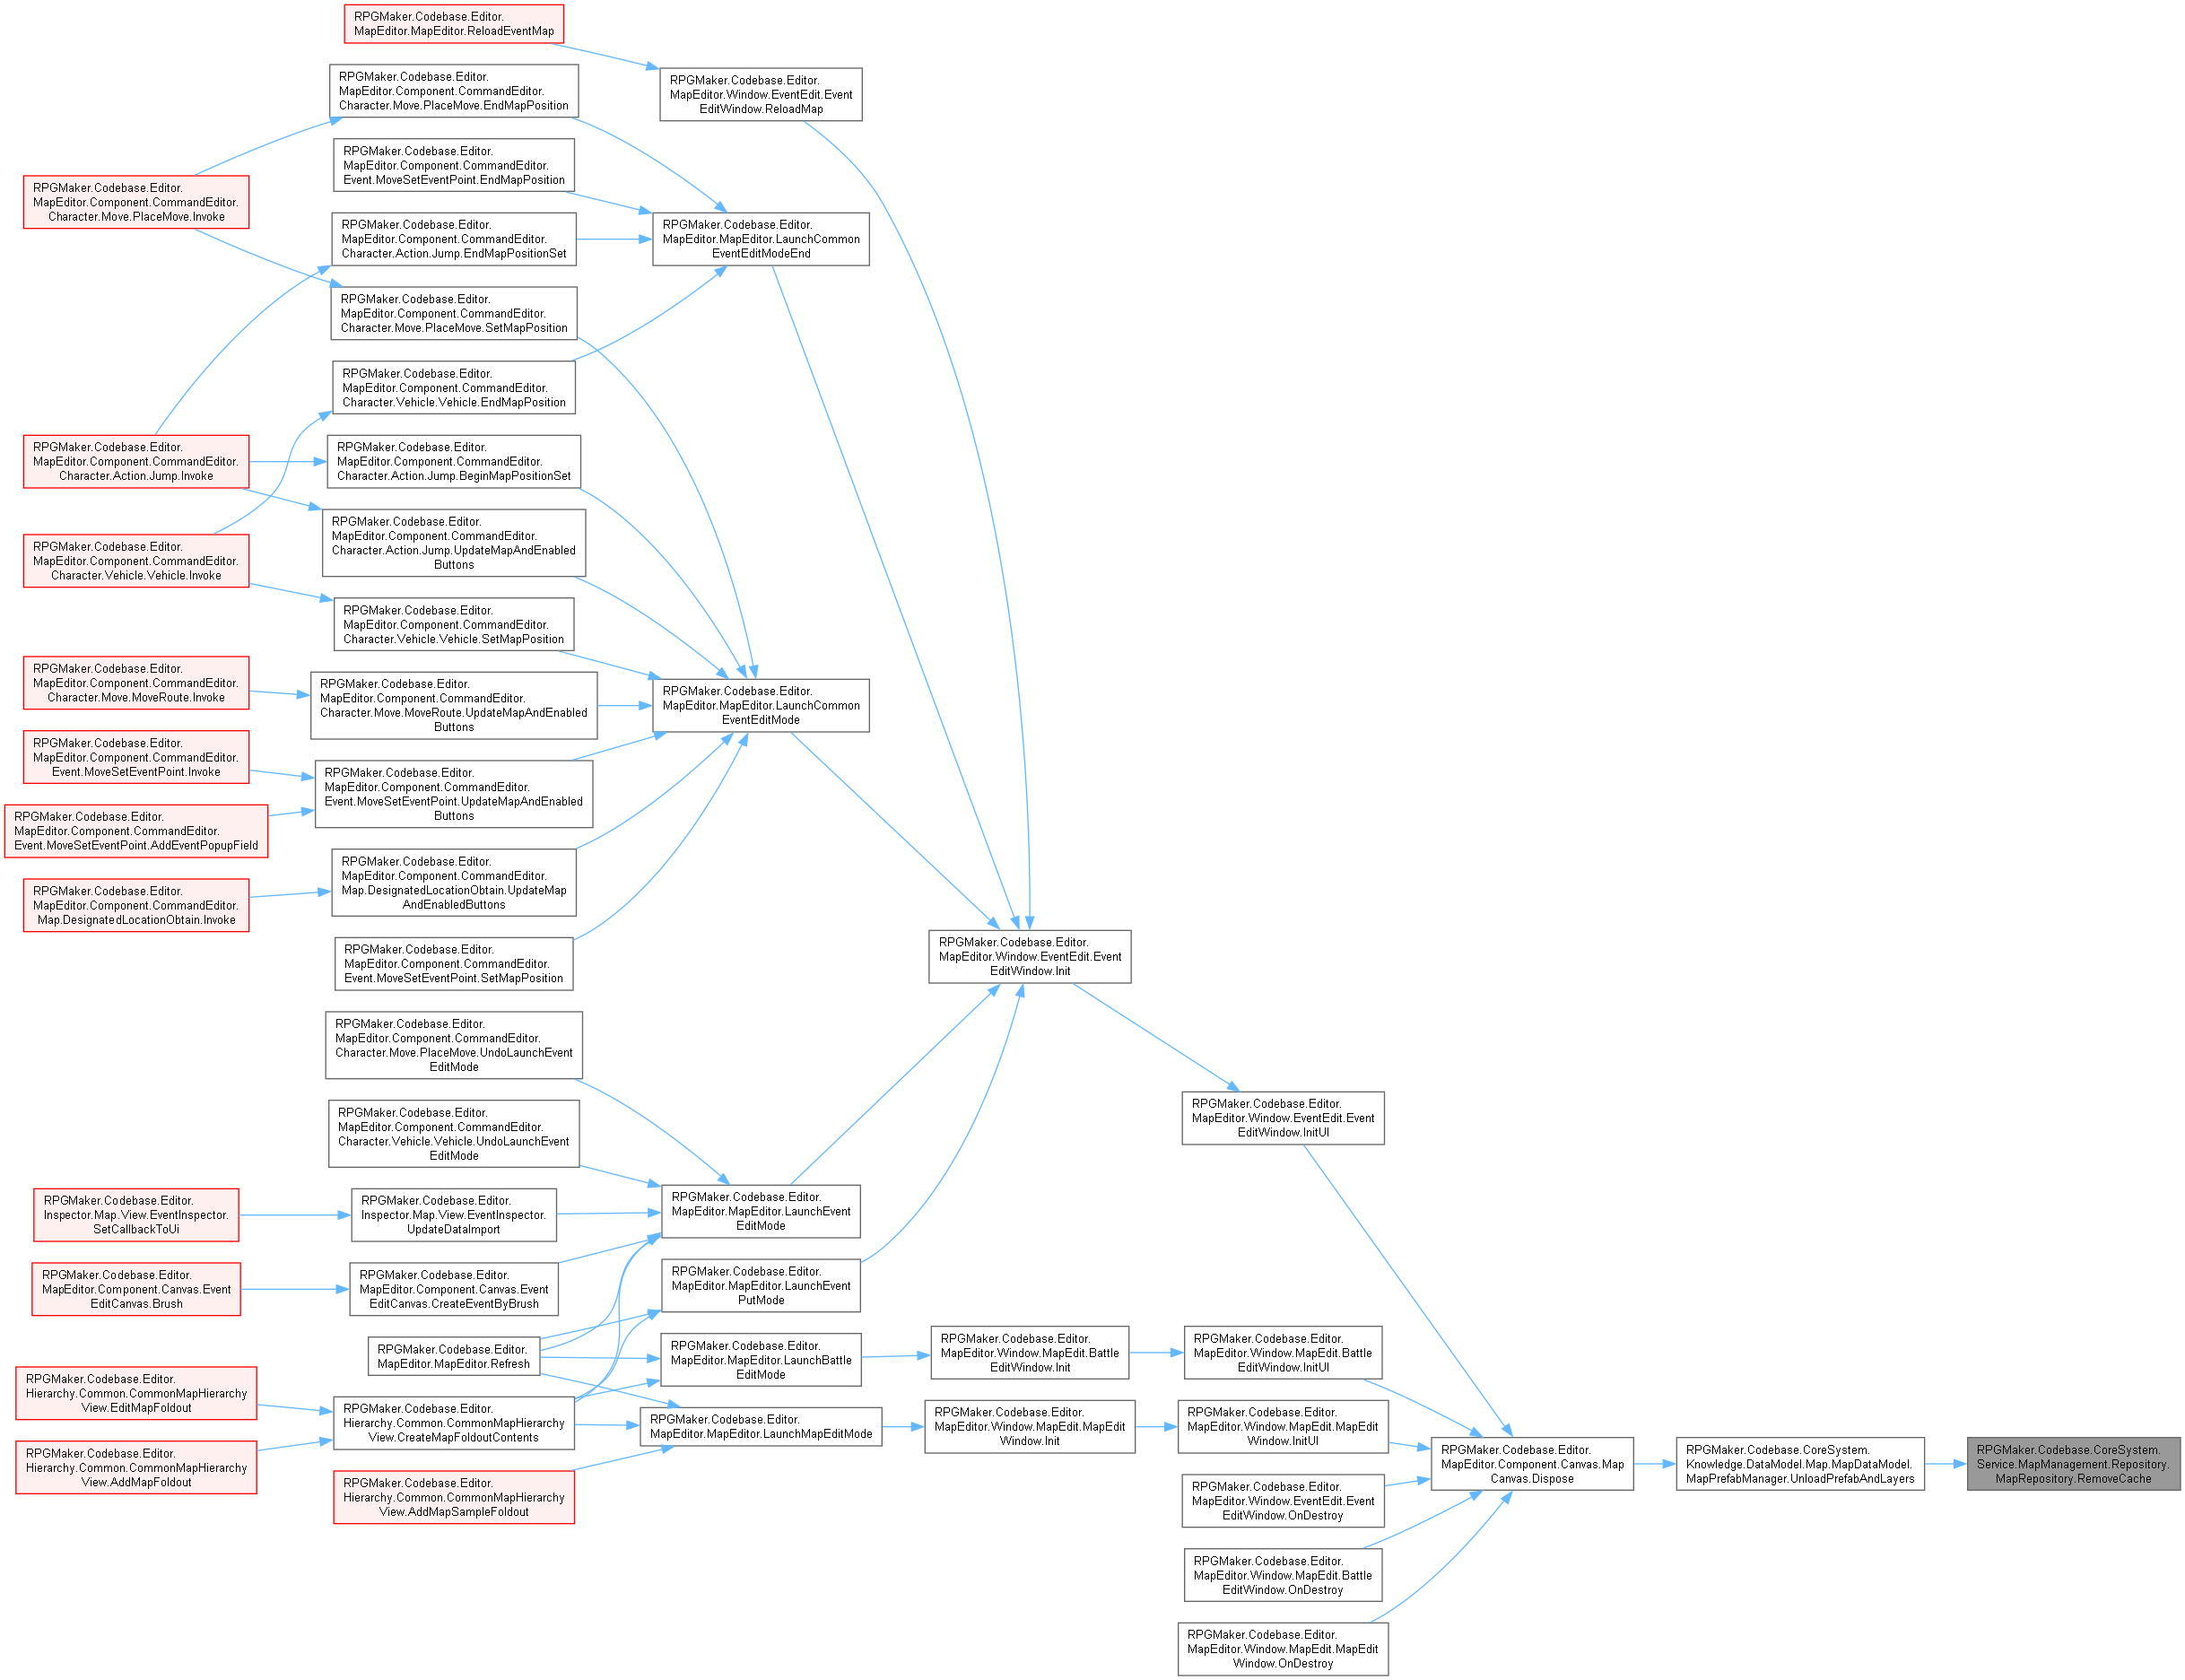 RPGMaker.Codebase.Editor.
MapEditor.MapEditor.ReloadEventMap
RPGMaker.Codebase.Editor.
MapEditor.Component.CommandEditor.
Character.Move.PlaceMove.EndMapPosition
RPGMaker.Codebase.Editor.
MapEditor.Window.EventEdit.Event
EditWindow.ReloadMap
RPGMaker.Codebase.Editor.
MapEditor.Component.CommandEditor.
Event.MoveSetEventPoint.EndMapPosition
RPGMaker.Codebase.Editor.
MapEditor.Component.CommandEditor.
Character.Move.PlaceMove.Invoke
RPGMaker.Codebase.Editor.
MapEditor.Component.CommandEditor.
Character.Action.Jump.EndMapPositionSet
RPGMaker.Codebase.Editor.
MapEditor.MapEditor.LaunchCommon
EventEditModeEnd
RPGMaker.Codebase.Editor.
MapEditor.Component.CommandEditor.
Character.Move.PlaceMove.SetMapPosition
RPGMaker.Codebase.Editor.
MapEditor.Component.CommandEditor.
Character.Vehicle.Vehicle.EndMapPosition
RPGMaker.Codebase.Editor.
MapEditor.Component.CommandEditor.
Character.Action.Jump.Invoke
RPGMaker.Codebase.Editor.
MapEditor.Component.CommandEditor.
Character.Action.Jump.BeginMapPositionSet
RPGMaker.Codebase.Editor.
MapEditor.Component.CommandEditor.
Character.Action.Jump.UpdateMapAndEnabled
Buttons
RPGMaker.Codebase.Editor.
MapEditor.Component.CommandEditor.
Character.Vehicle.Vehicle.Invoke
RPGMaker.Codebase.Editor.
MapEditor.Component.CommandEditor.
Character.Vehicle.Vehicle.SetMapPosition
RPGMaker.Codebase.Editor.
MapEditor.Component.CommandEditor.
Character.Move.MoveRoute.Invoke
RPGMaker.Codebase.Editor.
MapEditor.Component.CommandEditor.
Character.Move.MoveRoute.UpdateMapAndEnabled
Buttons
RPGMaker.Codebase.Editor.
MapEditor.MapEditor.LaunchCommon
EventEditMode
RPGMaker.Codebase.Editor.
MapEditor.Component.CommandEditor.
Event.MoveSetEventPoint.Invoke
RPGMaker.Codebase.Editor.
MapEditor.Component.CommandEditor.
Event.MoveSetEventPoint.UpdateMapAndEnabled
Buttons
RPGMaker.Codebase.Editor.
MapEditor.Component.CommandEditor.
Event.MoveSetEventPoint.AddEventPopupField
RPGMaker.Codebase.Editor.
MapEditor.Component.CommandEditor.
Map.DesignatedLocationObtain.UpdateMap
AndEnabledButtons
RPGMaker.Codebase.Editor.
MapEditor.Component.CommandEditor.
Map.DesignatedLocationObtain.Invoke
RPGMaker.Codebase.Editor.
MapEditor.Component.CommandEditor.
Event.MoveSetEventPoint.SetMapPosition
RPGMaker.Codebase.Editor.
MapEditor.Window.EventEdit.Event
EditWindow.Init
RPGMaker.Codebase.Editor.
MapEditor.Component.CommandEditor.
Character.Move.PlaceMove.UndoLaunchEvent
EditMode
RPGMaker.Codebase.Editor.
MapEditor.Component.CommandEditor.
Character.Vehicle.Vehicle.UndoLaunchEvent
EditMode
RPGMaker.Codebase.Editor.
MapEditor.Window.EventEdit.Event
EditWindow.InitUI
RPGMaker.Codebase.Editor.
Inspector.Map.View.EventInspector.
SetCallbackToUi
RPGMaker.Codebase.Editor.
Inspector.Map.View.EventInspector.
UpdateDataImport
RPGMaker.Codebase.Editor.
MapEditor.MapEditor.LaunchEvent
EditMode
RPGMaker.Codebase.Editor.
MapEditor.Component.Canvas.Event
EditCanvas.Brush
RPGMaker.Codebase.Editor.
MapEditor.Component.Canvas.Event
EditCanvas.CreateEventByBrush
RPGMaker.Codebase.Editor.
MapEditor.MapEditor.LaunchEvent
PutMode
RPGMaker.Codebase.Editor.
MapEditor.MapEditor.Refresh
RPGMaker.Codebase.Editor.
MapEditor.MapEditor.LaunchBattle
EditMode
RPGMaker.Codebase.Editor.
MapEditor.Window.MapEdit.Battle
EditWindow.Init
RPGMaker.Codebase.Editor.
MapEditor.Window.MapEdit.Battle
EditWindow.InitUI
RPGMaker.Codebase.Editor.
Hierarchy.Common.CommonMapHierarchy
View.EditMapFoldout
RPGMaker.Codebase.Editor.
Hierarchy.Common.CommonMapHierarchy
View.CreateMapFoldoutContents
RPGMaker.Codebase.Editor.
MapEditor.MapEditor.LaunchMapEditMode
RPGMaker.Codebase.Editor.
MapEditor.Window.MapEdit.MapEdit
Window.Init
RPGMaker.Codebase.Editor.
MapEditor.Window.MapEdit.MapEdit
Window.InitUI
RPGMaker.Codebase.Editor.
Hierarchy.Common.CommonMapHierarchy
View.AddMapFoldout
RPGMaker.Codebase.Editor.
MapEditor.Component.Canvas.Map
Canvas.Dispose
RPGMaker.Codebase.CoreSystem.
Knowledge.DataModel.Map.MapDataModel.
MapPrefabManager.UnloadPrefabAndLayers
RPGMaker.Codebase.CoreSystem.
Service.MapManagement.Repository.
MapRepository.RemoveCache
RPGMaker.Codebase.Editor.
Hierarchy.Common.CommonMapHierarchy
View.AddMapSampleFoldout
RPGMaker.Codebase.Editor.
MapEditor.Window.EventEdit.Event
EditWindow.OnDestroy
RPGMaker.Codebase.Editor.
MapEditor.Window.MapEdit.Battle
EditWindow.OnDestroy
RPGMaker.Codebase.Editor.
MapEditor.Window.MapEdit.MapEdit
Window.OnDestroy